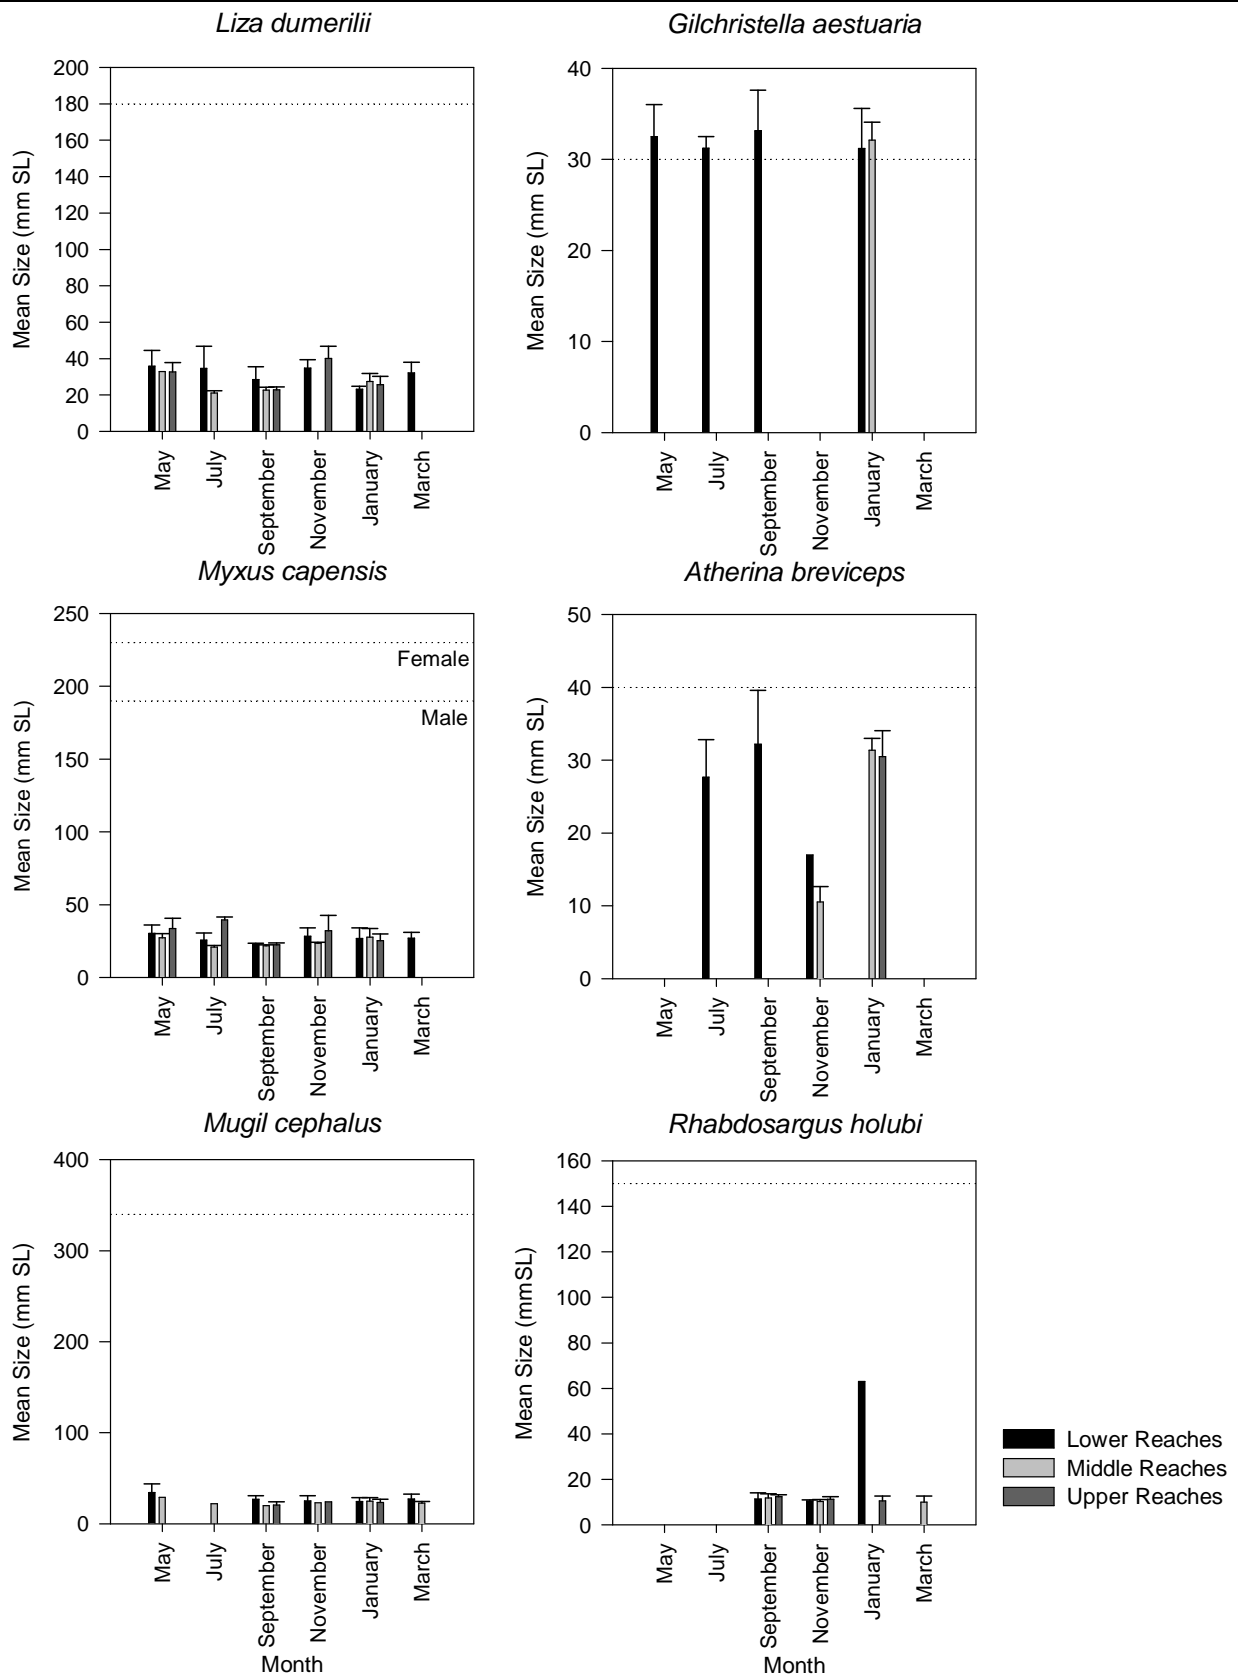 Liza dumerilii
Mean Size (mm SL)
200
180
160
140
120
100
80
60
40
20
0
May
July
September
November
January
March
Gilchristella aestuaria
Mean Size (mm SL)
40
30
20
10
0
May
July
September
November
January
March
Myxus capensis
Mean Size (mm SL)
250
200
150
100
50
0
Female
Male
May
July
September
November
January
March
Atherina breviceps
Mean Size (mm SL)
50
40
30
20
10
0
May
July
September
November
January
March
Mugil cephalus
Mean Size (mm SL)
400
300
200
100
0
May
July
September
November
January
March
Month
Rhabdosargus holubi
Mean Size (mmSL)
160
140
120
100
80
60
40
20
0
May
July
September
November
January
March
Month
Lower Reaches
Middle Reaches
Upper Reaches